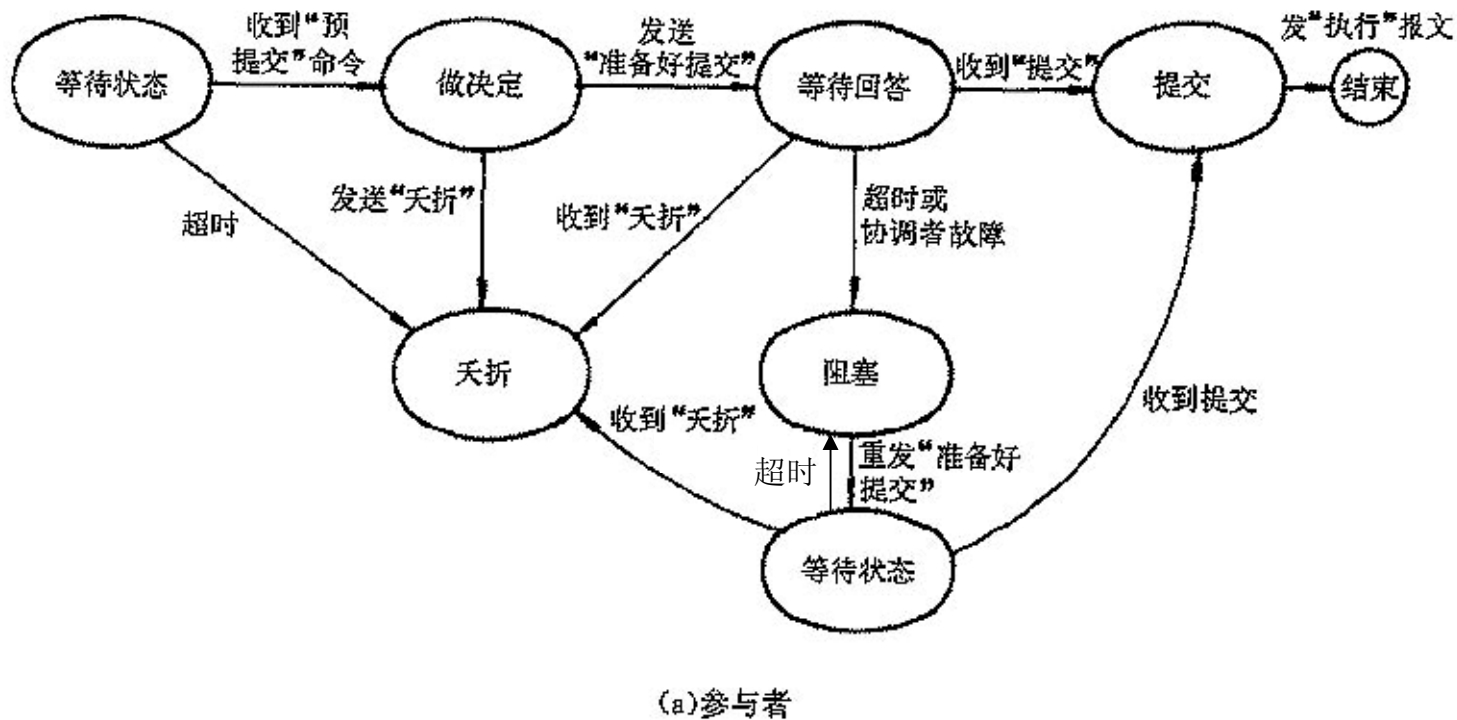 收到“预
提交”命令
发送
“准备好提交”
收到“提交”
发“执行”报文
等待状态
做决定
等待回答
提交
结束
超时
发送“夭折”
收到“夭折”
超时或
协调者故障
夭折
阻塞
收到“夭折”
超时
重发“准备好
提交”
收到提交
等待状态
(a)参与者